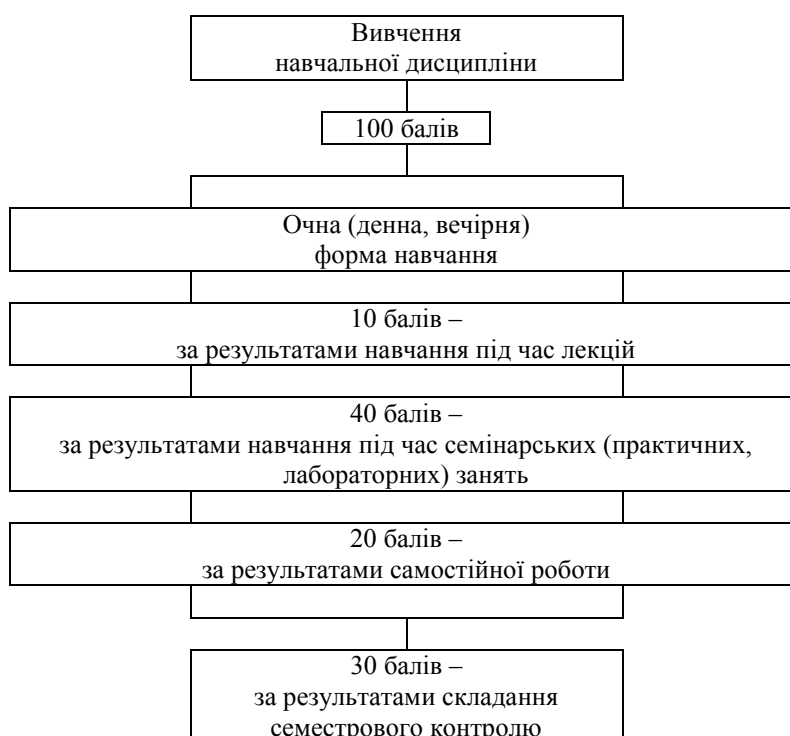 Вивчення
навчальної дисципліни
100 балів
Очна (денна, вечірня)
форма навчання
10 балів –
за результатами навчання під час лекцій
40 балів –
за результатами навчання під час семінарських (практичних,
лабораторних) занять
20 балів –
за результатами самостійної роботи
30 балів –
за результатами складання
семестрового контролю